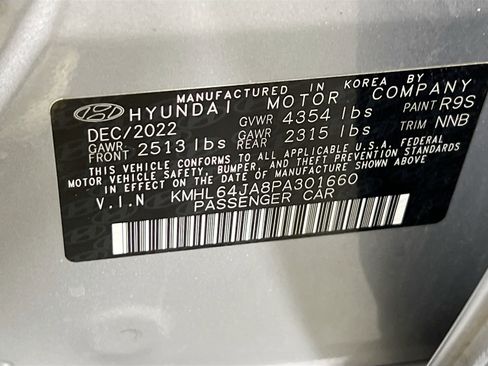 MANUFACTURED IN KOREA BY
HYUNDAI MOTOR COMPANY
DEC/2022 GVWR 4354 lbs PAINT R9S
GAWR FRONT 2513 lbs GAWR REAR 2315 lbs TRIM NNB
THIS VEHICLE CONFORMS TO ALL APPLICABLE U.S.A. FEDERAL
MOTOR VEHICLE SAFETY, BUMPER, AND THEFT PREVENTION STANDARDS
IN EFFECT ON THE DATE OF MANUFACTURE SHOWN ABOVE.
V.I.N KMHL64JA8PA301660
PASSENGER CAR